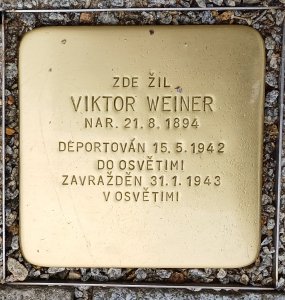 ZDE ŽIL
VIKTOR WEINER
NAR. 21. 8. 1894
DEPORTOVÁN 15. 5. 1942
DO OSVĚTIMI
ZAVRAŽDĚN 31. 1. 1943
V OSVĚTIMI